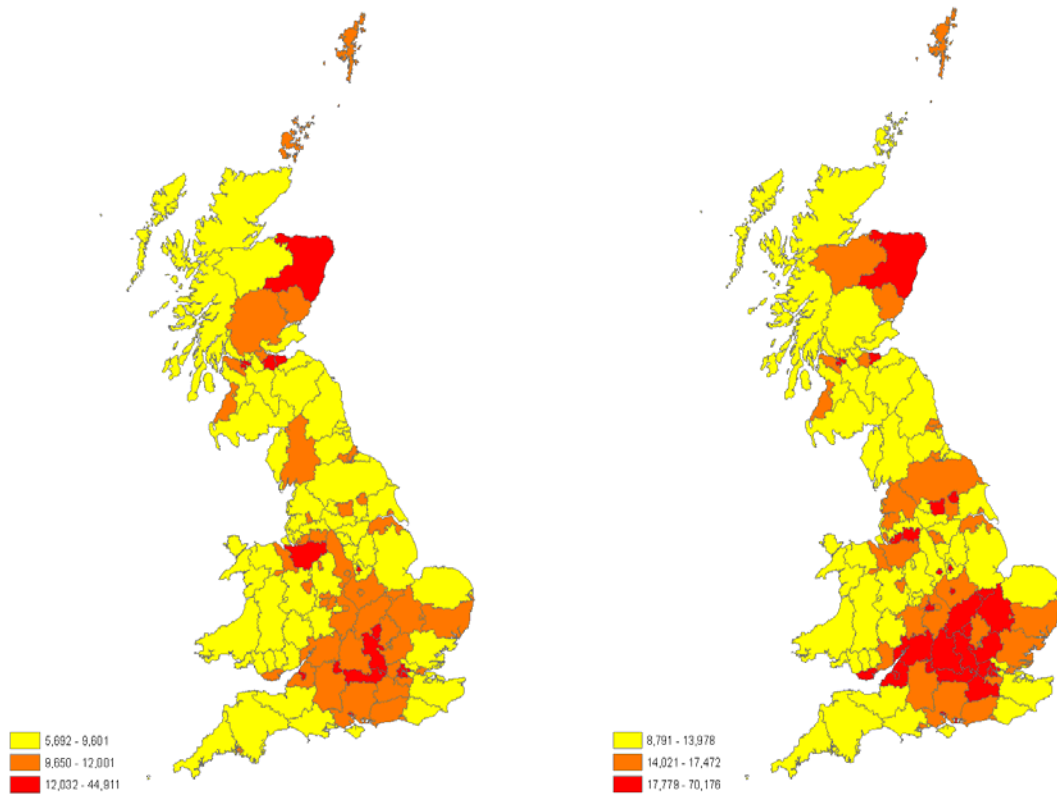 5,692 - 9,601
9,650 - 12,001
12,032 - 44,911
8,791 - 13,978
14,021 - 17,472
17,779 - 70,176